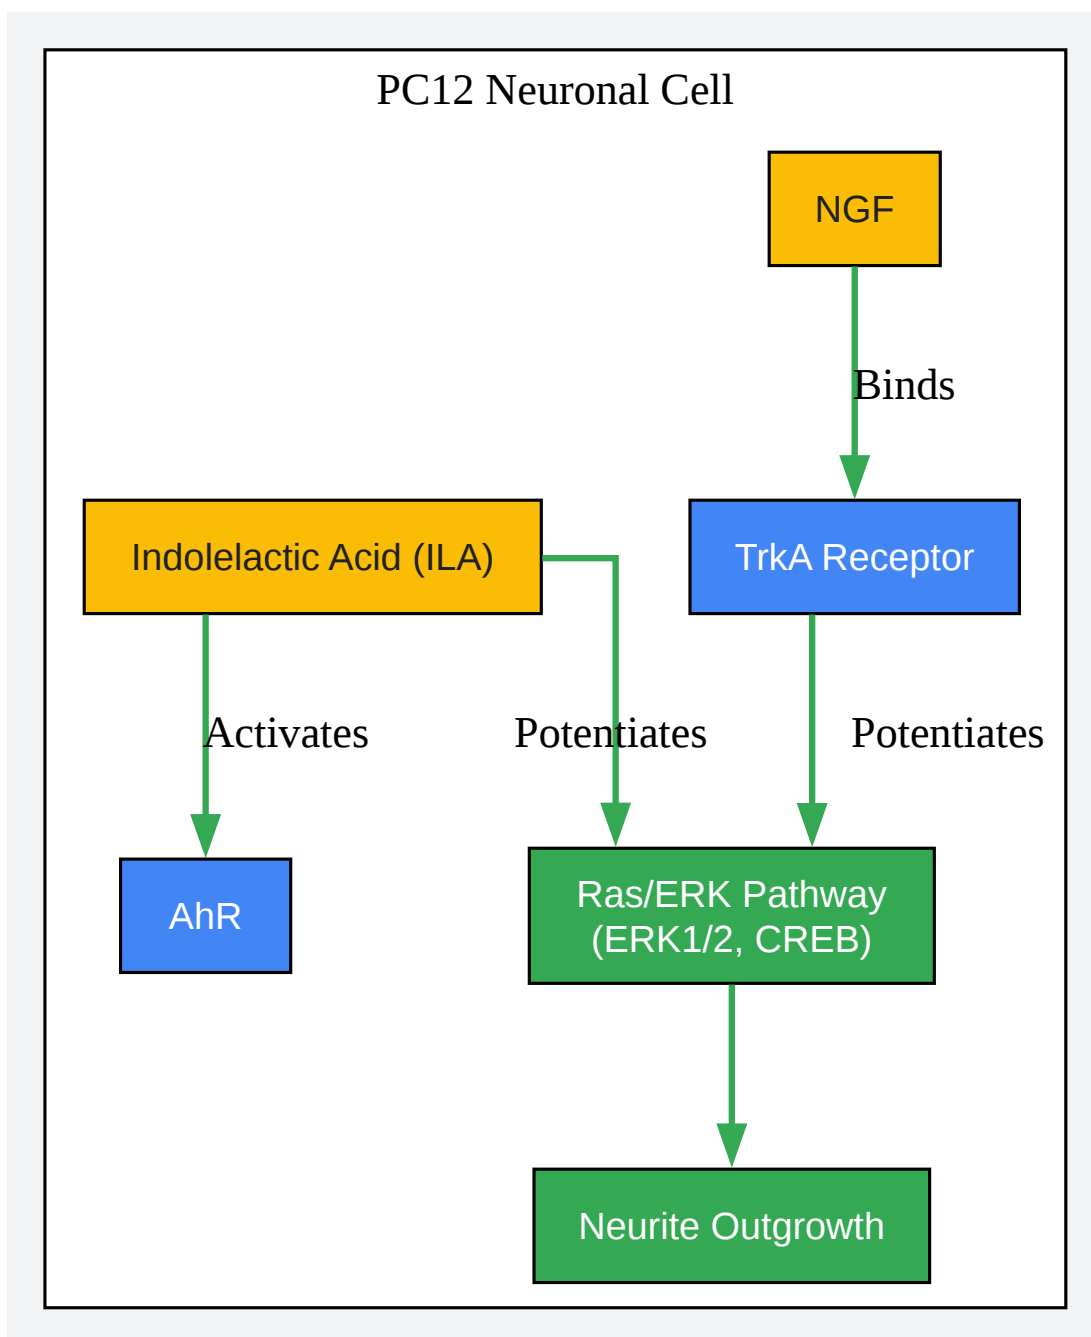 PC12 Neuronal Cell
NGF
Binds
Indolelactic Acid (ILA)
TrkA Receptor
Activates
Potentiates
Potentiates
AhR
Ras/ERK Pathway
(ERK1/2, CREB)
Neurite Outgrowth